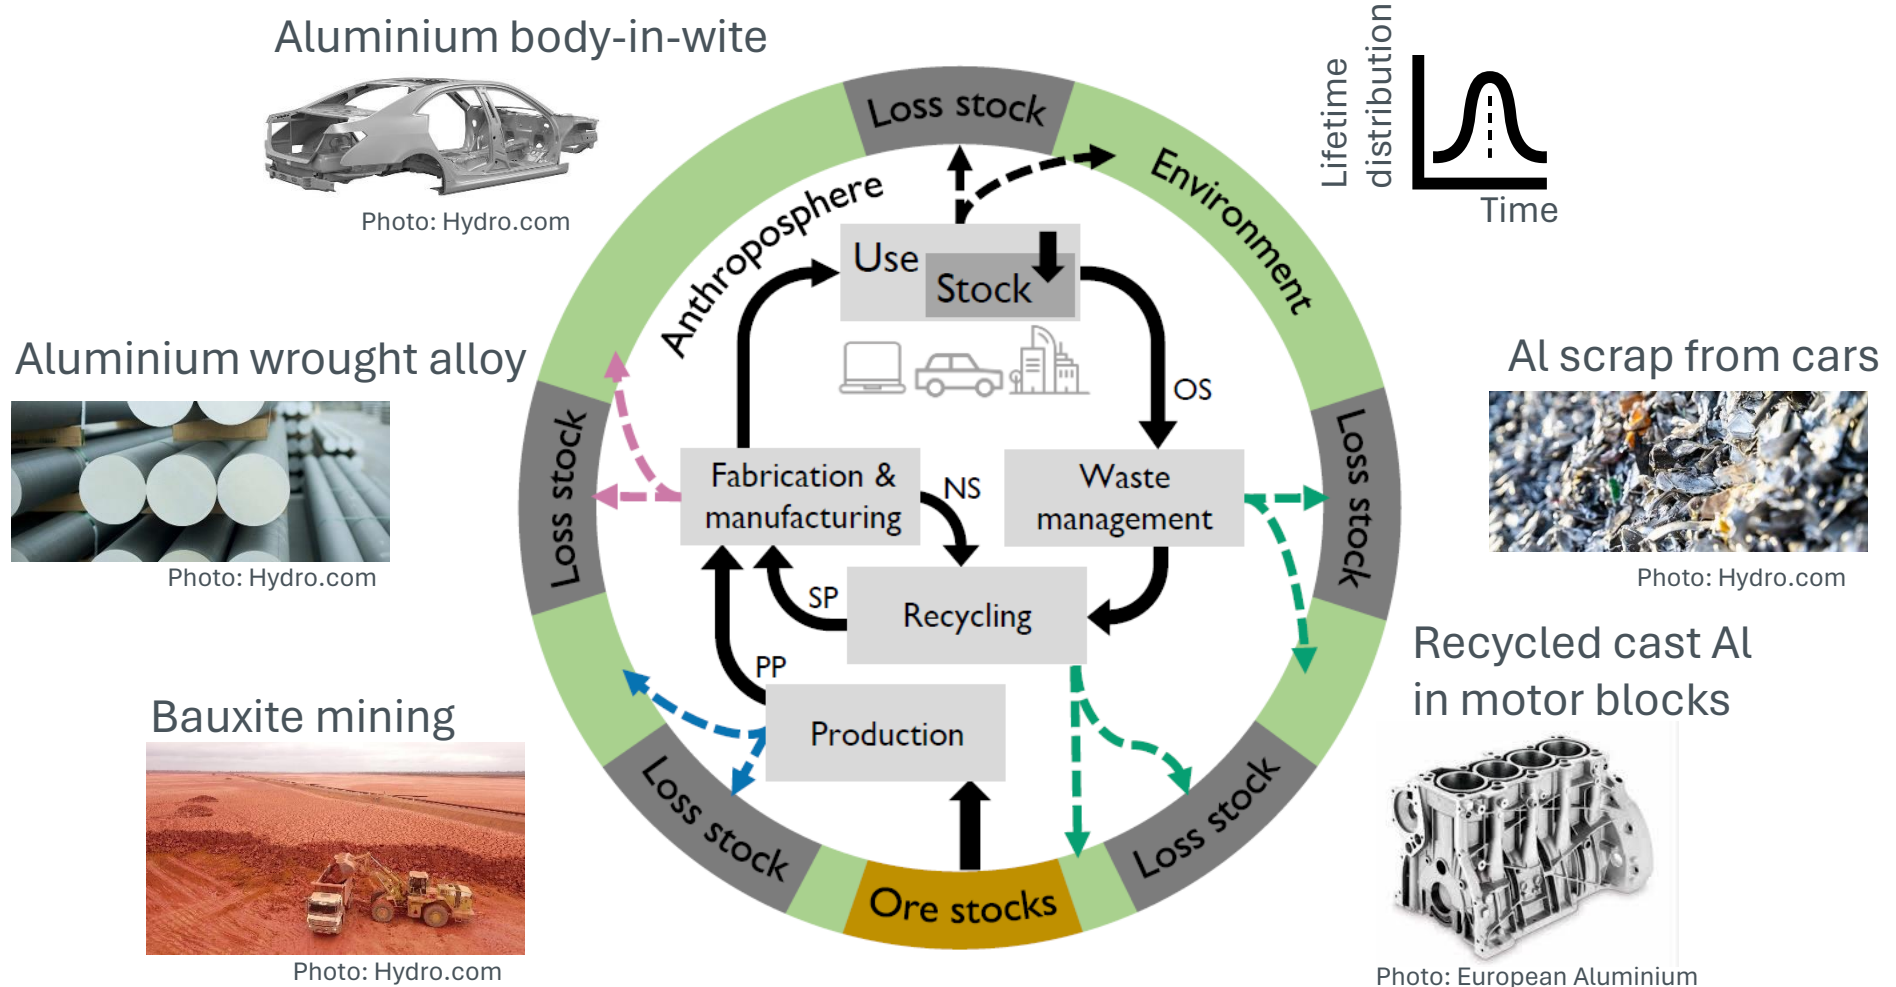 Aluminium body-in-wite
Photo: Hydro.com
Lifetime
distribution
Time
Loss stock
Environment
Anthroposphere
Use
Stock
OS
Aluminium wrought alloy
Photo: Hydro.com
Al scrap from cars
Photo: Hydro.com
Loss stock
Fabrication &
manufacturing
NS
Waste
management
Loss stock
SP
Recycling
PP
Production
Bauxite mining
Photo: Hydro.com
Recycled cast Al
in motor blocks
Photo: European Aluminium
Loss stock
Ore stocks
Loss stock